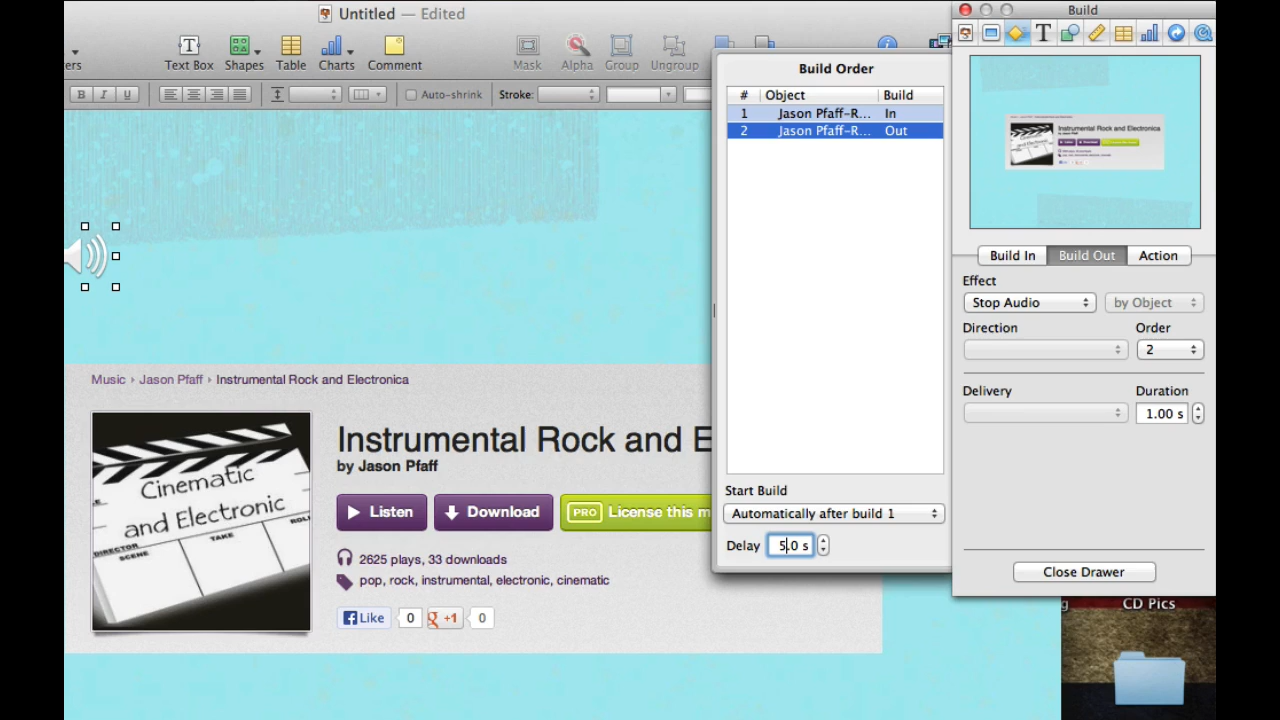 Untitled — Edited
Build
ers
Text Box
Shapes
Table
Charts
Comment
Mask
Alpha
Group
Ungroup
B I U
Auto-shrink
Stroke:
Build Order
# Object Build
1 Jason Pfaff-R... In
2 Jason Pfaff-R... Out
Start Build
Automatically after build 1
Delay 5.0 s
Instrumental Rock and Electronica
Build In
Build Out
Action
Effect
Stop Audio
by Object
Direction
Order
2
Delivery
Duration
1.00 s
Close Drawer
Music › Jason Pfaff › Instrumental Rock and Electronica
Cinematic
and Electronic
DIRECTOR
SCENE
TAKE
ROLL
Instrumental Rock and E
by Jason Pfaff
Listen
Download
PRO License this m
2625 plays, 33 downloads
pop, rock, instrumental, electronic, cinematic
Like 0
g +1 0
g
CD Pics